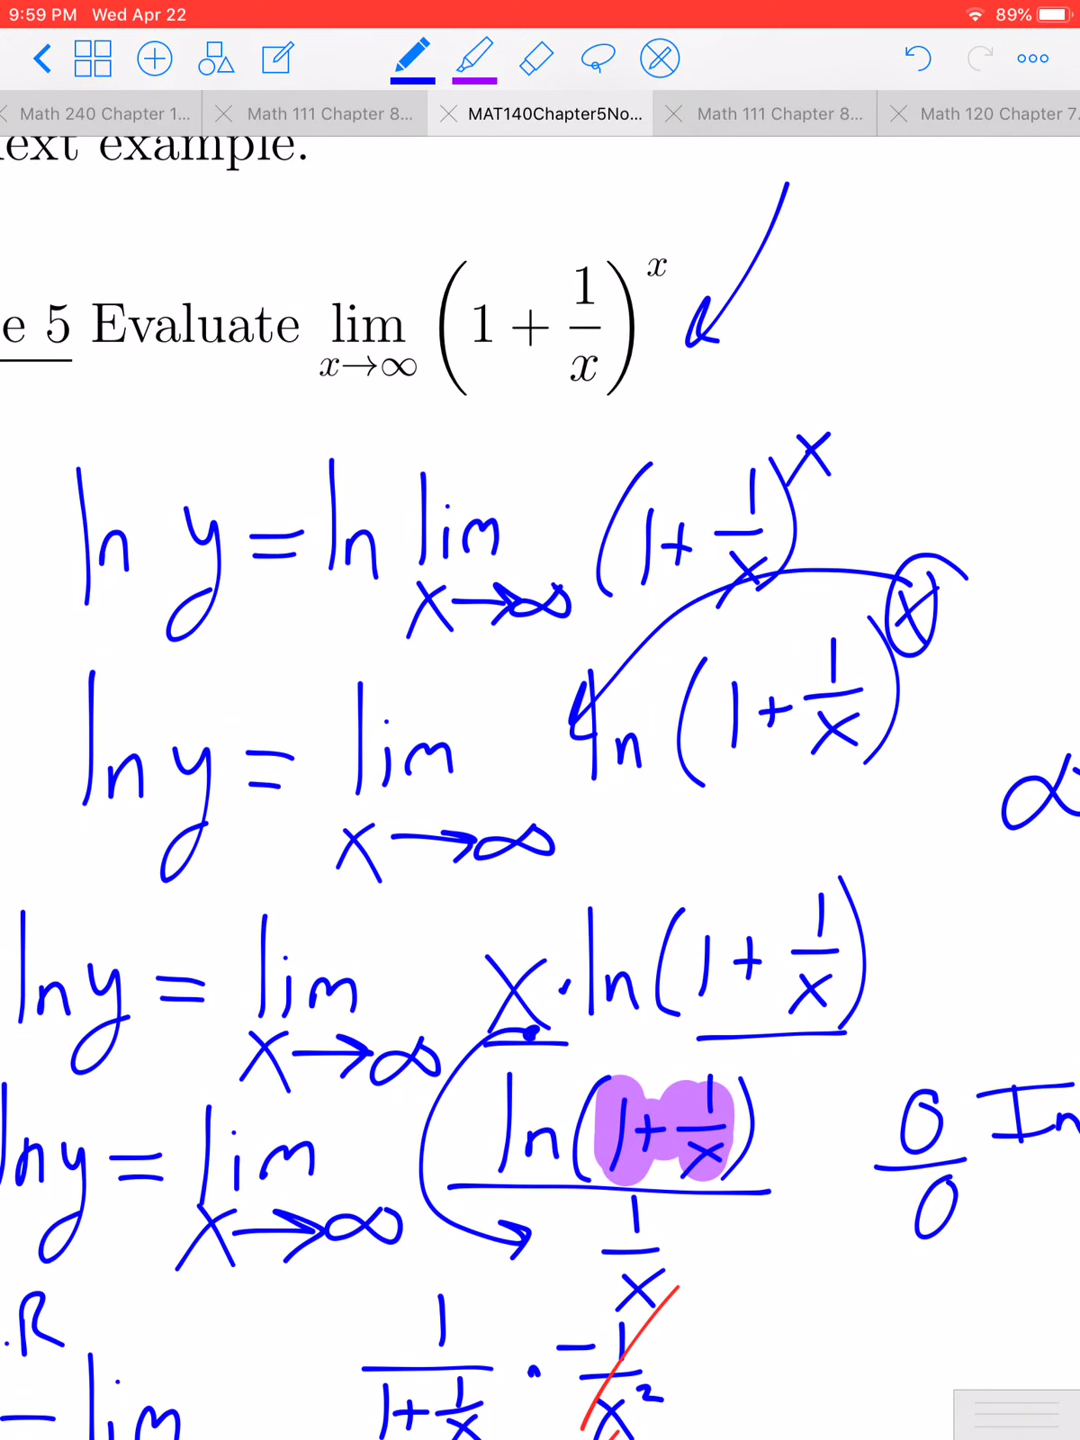 9:59 PM Wed Apr 22 89%
Math 240 Chapter 1... Math 111 Chapter 8... MAT140Chapter5No... Math 111 Chapter 8... Math 120 Chapter 7.
ext example.
e 5 Evaluate lim x→∞ (1 + 1/x)^x
ln y = ln lim x→∞ (1 + 1/x)^x
ln y = lim x→∞ ln (1 + 1/x)^x
ln y = lim x→∞ x · ln (1 + 1/x)
ln y = lim x→∞ ln(1 + 1/x) / (1/x) 0/0 In
.R
lim 1/(1 + 1/x) · -1/x²